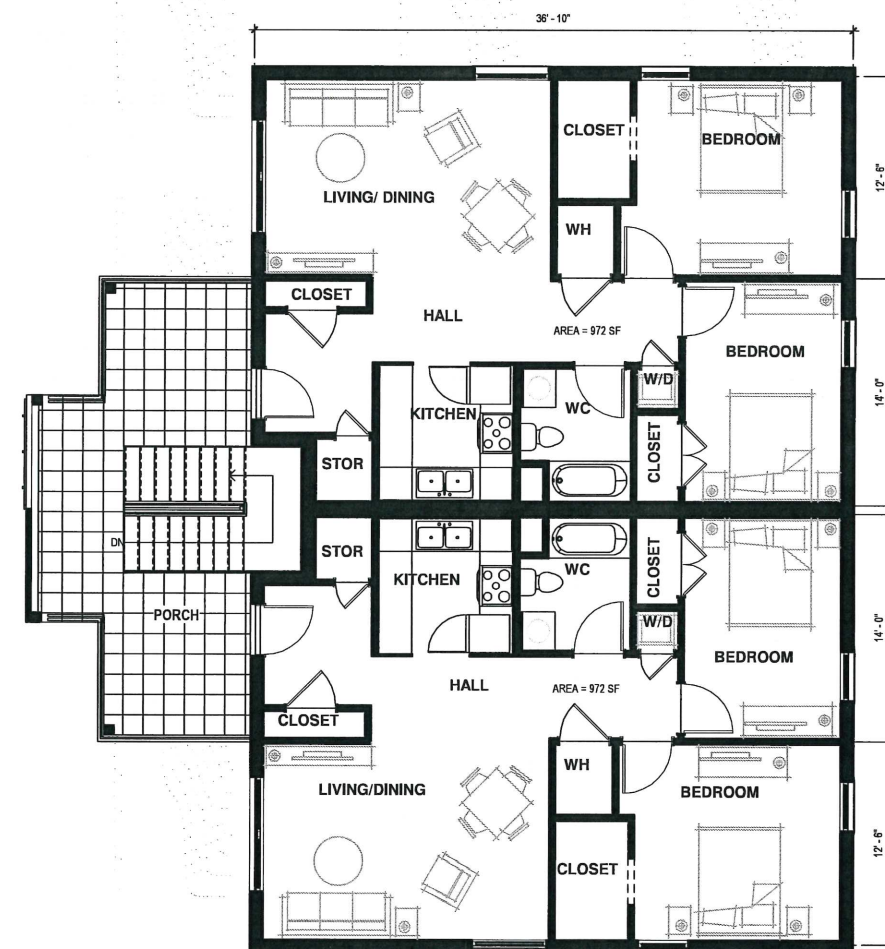 36' - 10"
CLOSET
BEDROOM
12' - 6"
LIVING/ DINING
WH
CLOSET
HALL
AREA = 972 SF
BEDROOM
W/D
14' - 0"
KITCHEN
WC
STOR
CLOSET
DN
STOR
KITCHEN
WC
CLOSET
PORCH
W/D
14' - 0"
BEDROOM
HALL
AREA = 972 SF
CLOSET
WH
LIVING/DINING
BEDROOM
12' - 6"
CLOSET